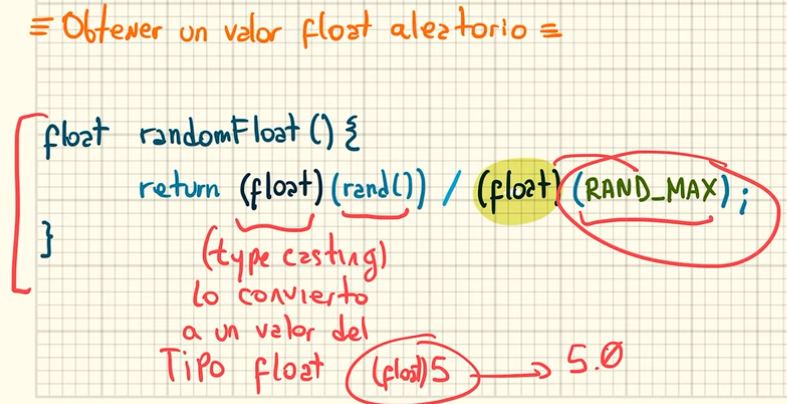 = Obtener un valor float aleatorio =
float randomFloat () {
return (float) (rand()) / (float) (RAND_MAX) ;
}
(type casting)
lo convierto
a un valor del
Tipo float (float) 5 → 5.0